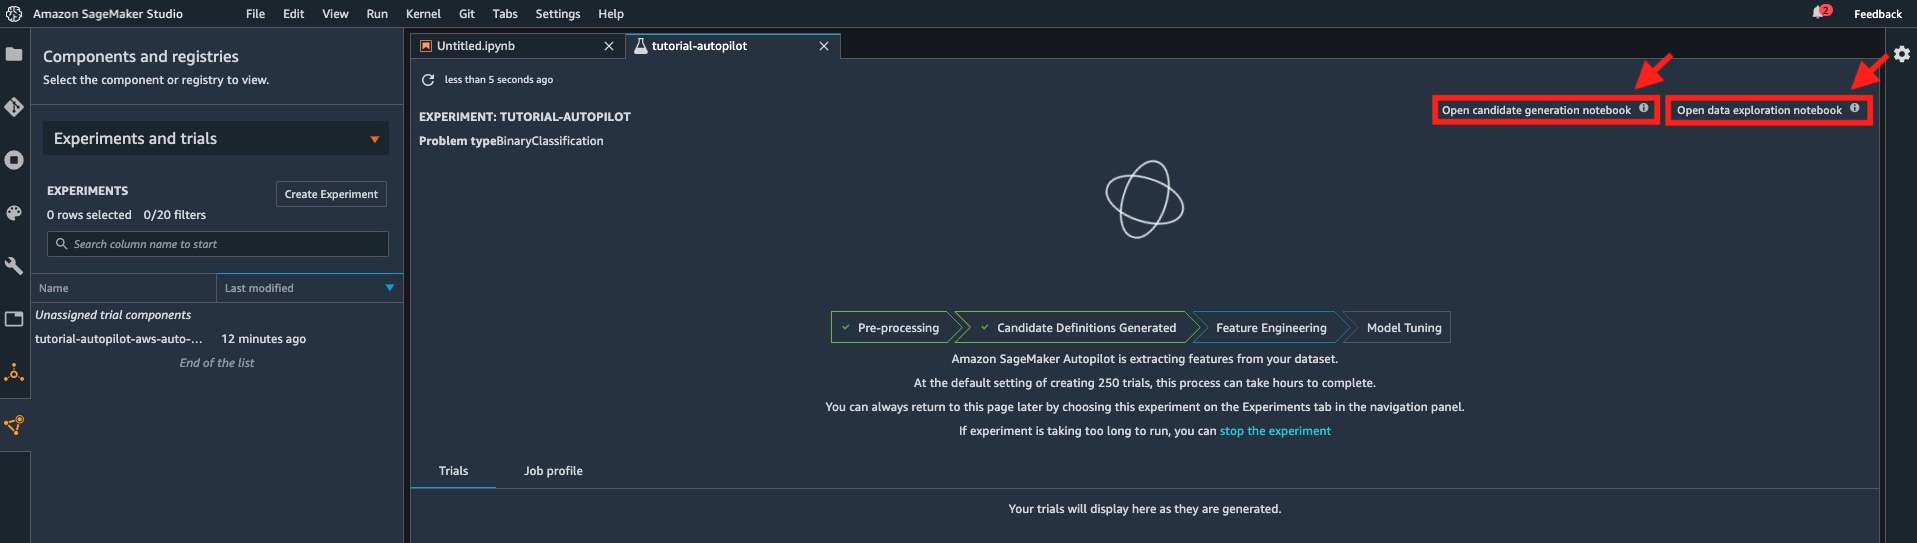 Amazon SageMaker Studio File Edit View Run Kernel Git Tabs Settings Help 2 Feedback
Components and registries
Select the component or registry to view.
Experiments and trials
EXPERIMENTS Create Experiment
0 rows selected 0/20 filters
Search column name to start
Name Last modified
Unassigned trial components
tutorial-autopilot-aws-auto-... 12 minutes ago
End of the list
Untitled.ipynb tutorial-autopilot
less than 5 seconds ago
Open candidate generation notebook Open data exploration notebook
EXPERIMENT: TUTORIAL-AUTOPILOT
Problem typeBinaryClassification
Pre-processing Candidate Definitions Generated Feature Engineering Model Tuning
Amazon SageMaker Autopilot is extracting features from your dataset.
At the default setting of creating 250 trials, this process can take hours to complete.
You can always return to this page later by choosing this experiment on the Experiments tab in the navigation panel.
If experiment is taking too long to run, you can stop the experiment
Trials Job profile
Your trials will display here as they are generated.